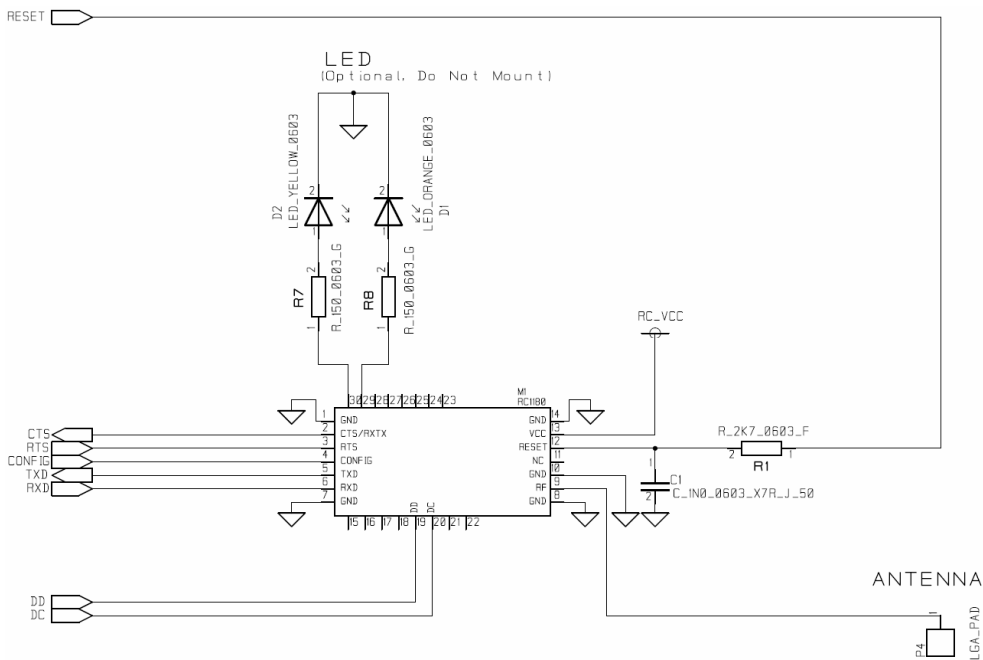 RESET
LED
(Optional, Do Not Mount)
D2
LED_YELLOW_0603
2
1
2
1
LED_ORANGE_0603
D1
R7
2
1
R_150_0603_G
R8
2
1
R_150_0603_G
RC_VCC
M1
RC1180
30 29 28 27 26 25 24 23
1 GND
2 CTS/RXTX
3 RTS
4 CONFIG
5 TXD
6 RXD
7 GND
GND 14
VCC 13
RESET 12
NC 11
GND 10
RF 9
GND 8
DD
DC
15 16 17 18 19 20 21 22
CTS
RTS
CONFIG
TXD
RXD
R_2K7_0603_F
2
1
R1
1
2
C1
C_1N0_0603_X7R_J_50
DD
DC
ANTENNA
1
P4
LGA_PAD